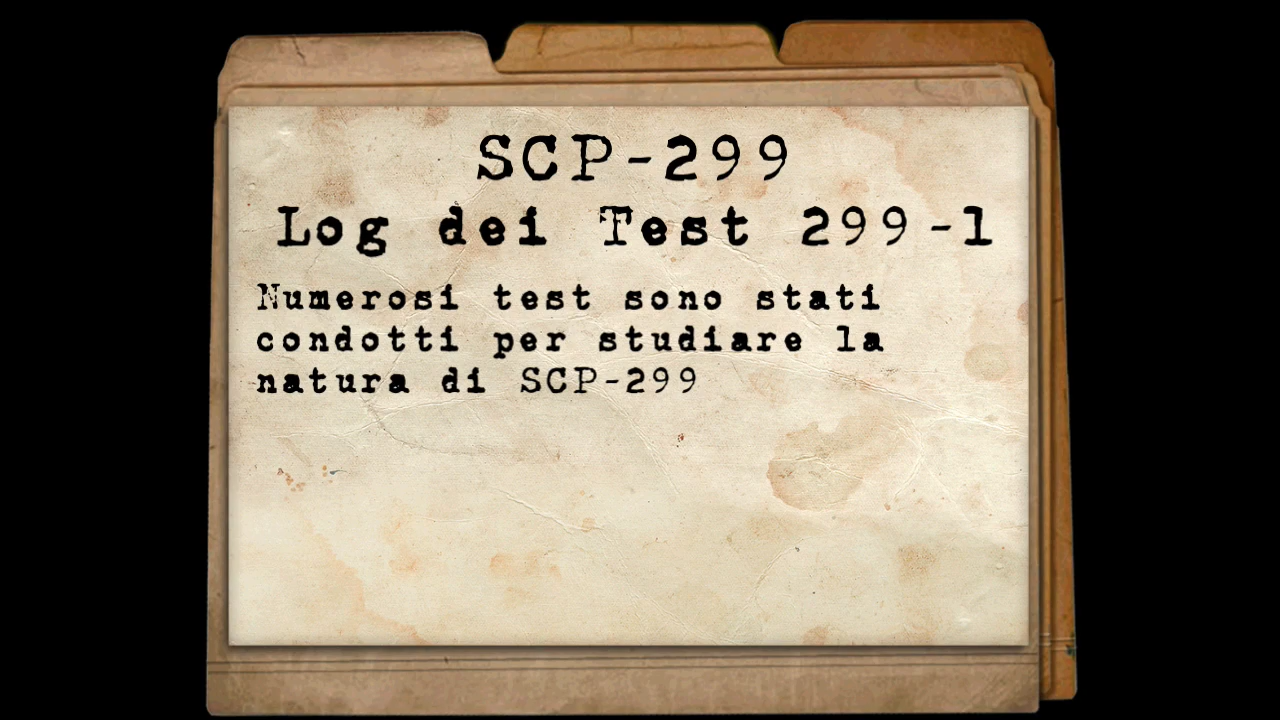 SCP-299
Log dei Test 299-1
Numerosi test sono stati
condotti per studiare la
natura di SCP-299